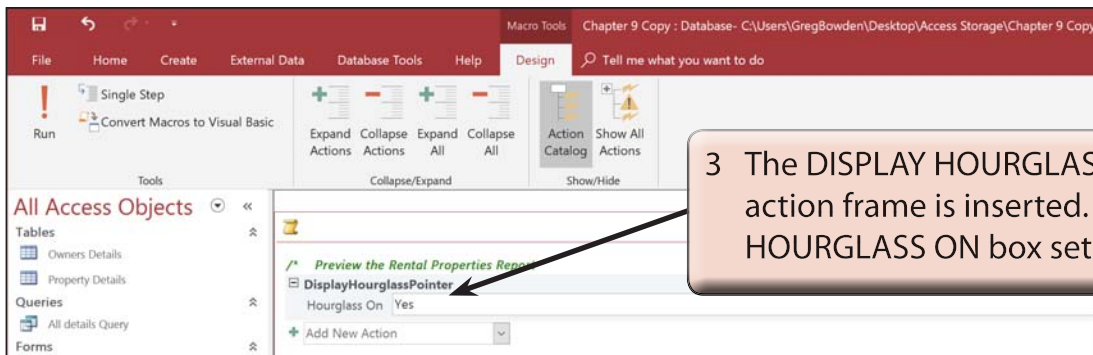 Macro Tools Chapter 9 Copy : Database- C:\Users\GregBowden\Desktop\Access Storage\Chapter 9 Copy
File Home Create External Data Database Tools Help Design Tell me what you want to do
Single Step
Convert Macros to Visual Basic
Run
Expand Actions
Collapse Actions
Expand All
Collapse All
Action Catalog
Show All Actions
Tools Collapse/Expand Show/Hide
3 The DISPLAY HOURGLAS
action frame is inserted.
HOURGLASS ON box set
All Access Objects
Tables
Owners Details
Property Details
Queries
All details Query
Forms
/* Preview the Rental Properties Report
DisplayHourglassPointer
Hourglass On Yes
Add New Action